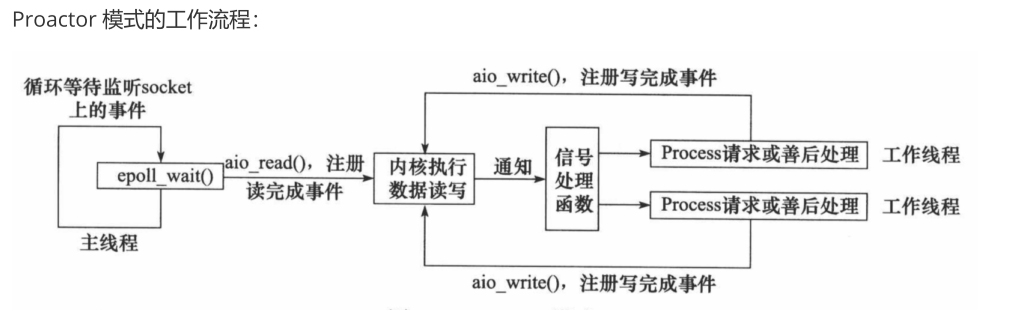 Proactor 模式的工作流程：
aio_write()，注册写完成事件
循环等待监听socket
上的事件
epoll_wait()
aio_read()，注册
读完成事件
内核执行
数据读写
通知
信号
处理
函数
Process请求或善后处理
工作线程
Process请求或善后处理
工作线程
主线程
aio_write()，注册写完成事件